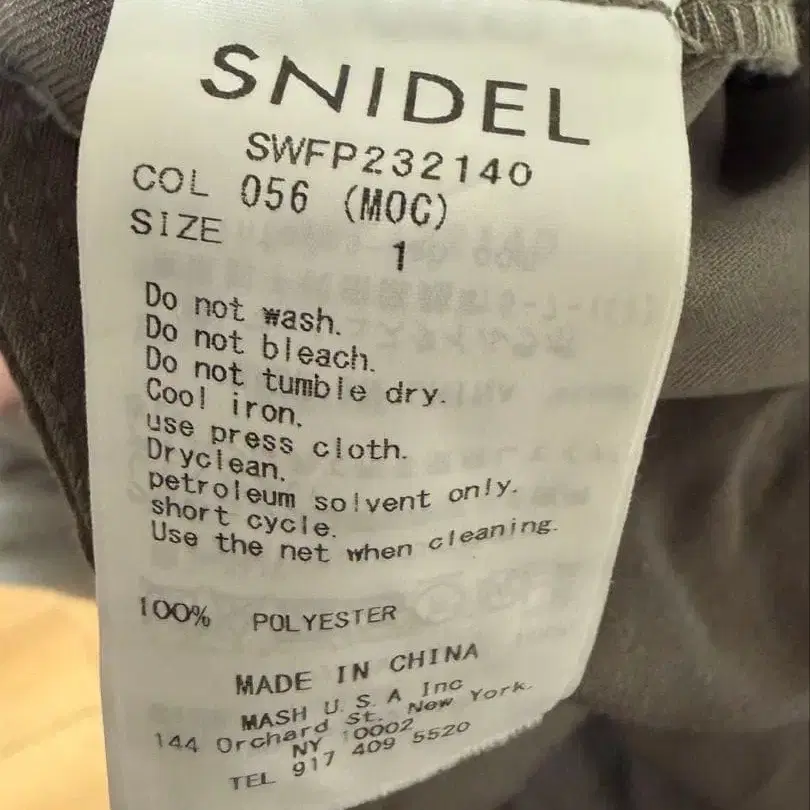 SNIDEL
SWFP232140
COL 056 (MOC)
SIZE 1
Do not wash.
Do not bleach.
Do not tumble dry.
Cool iron.
use press cloth.
Dryclean.
petroleum solvent only.
short cycle.
Use the net when cleaning.
100% POLYESTER
MADE IN CHINA
MASH U.S.A Inc
144 Orchard St. New York.
NY 10002
TEL 917 409 5520